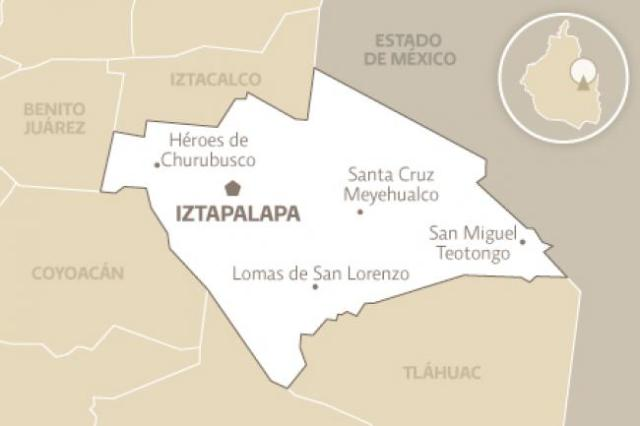 ESTADO
DE MÉXICO
IZTACALCO
BENITO
JUÁREZ
Héroes de
Churubusco
Santa Cruz
Meyehualco
IZTAPALAPA
San Miguel
Teotongo
COYOACÁN
Lomas de San Lorenzo
TLÁHUAC